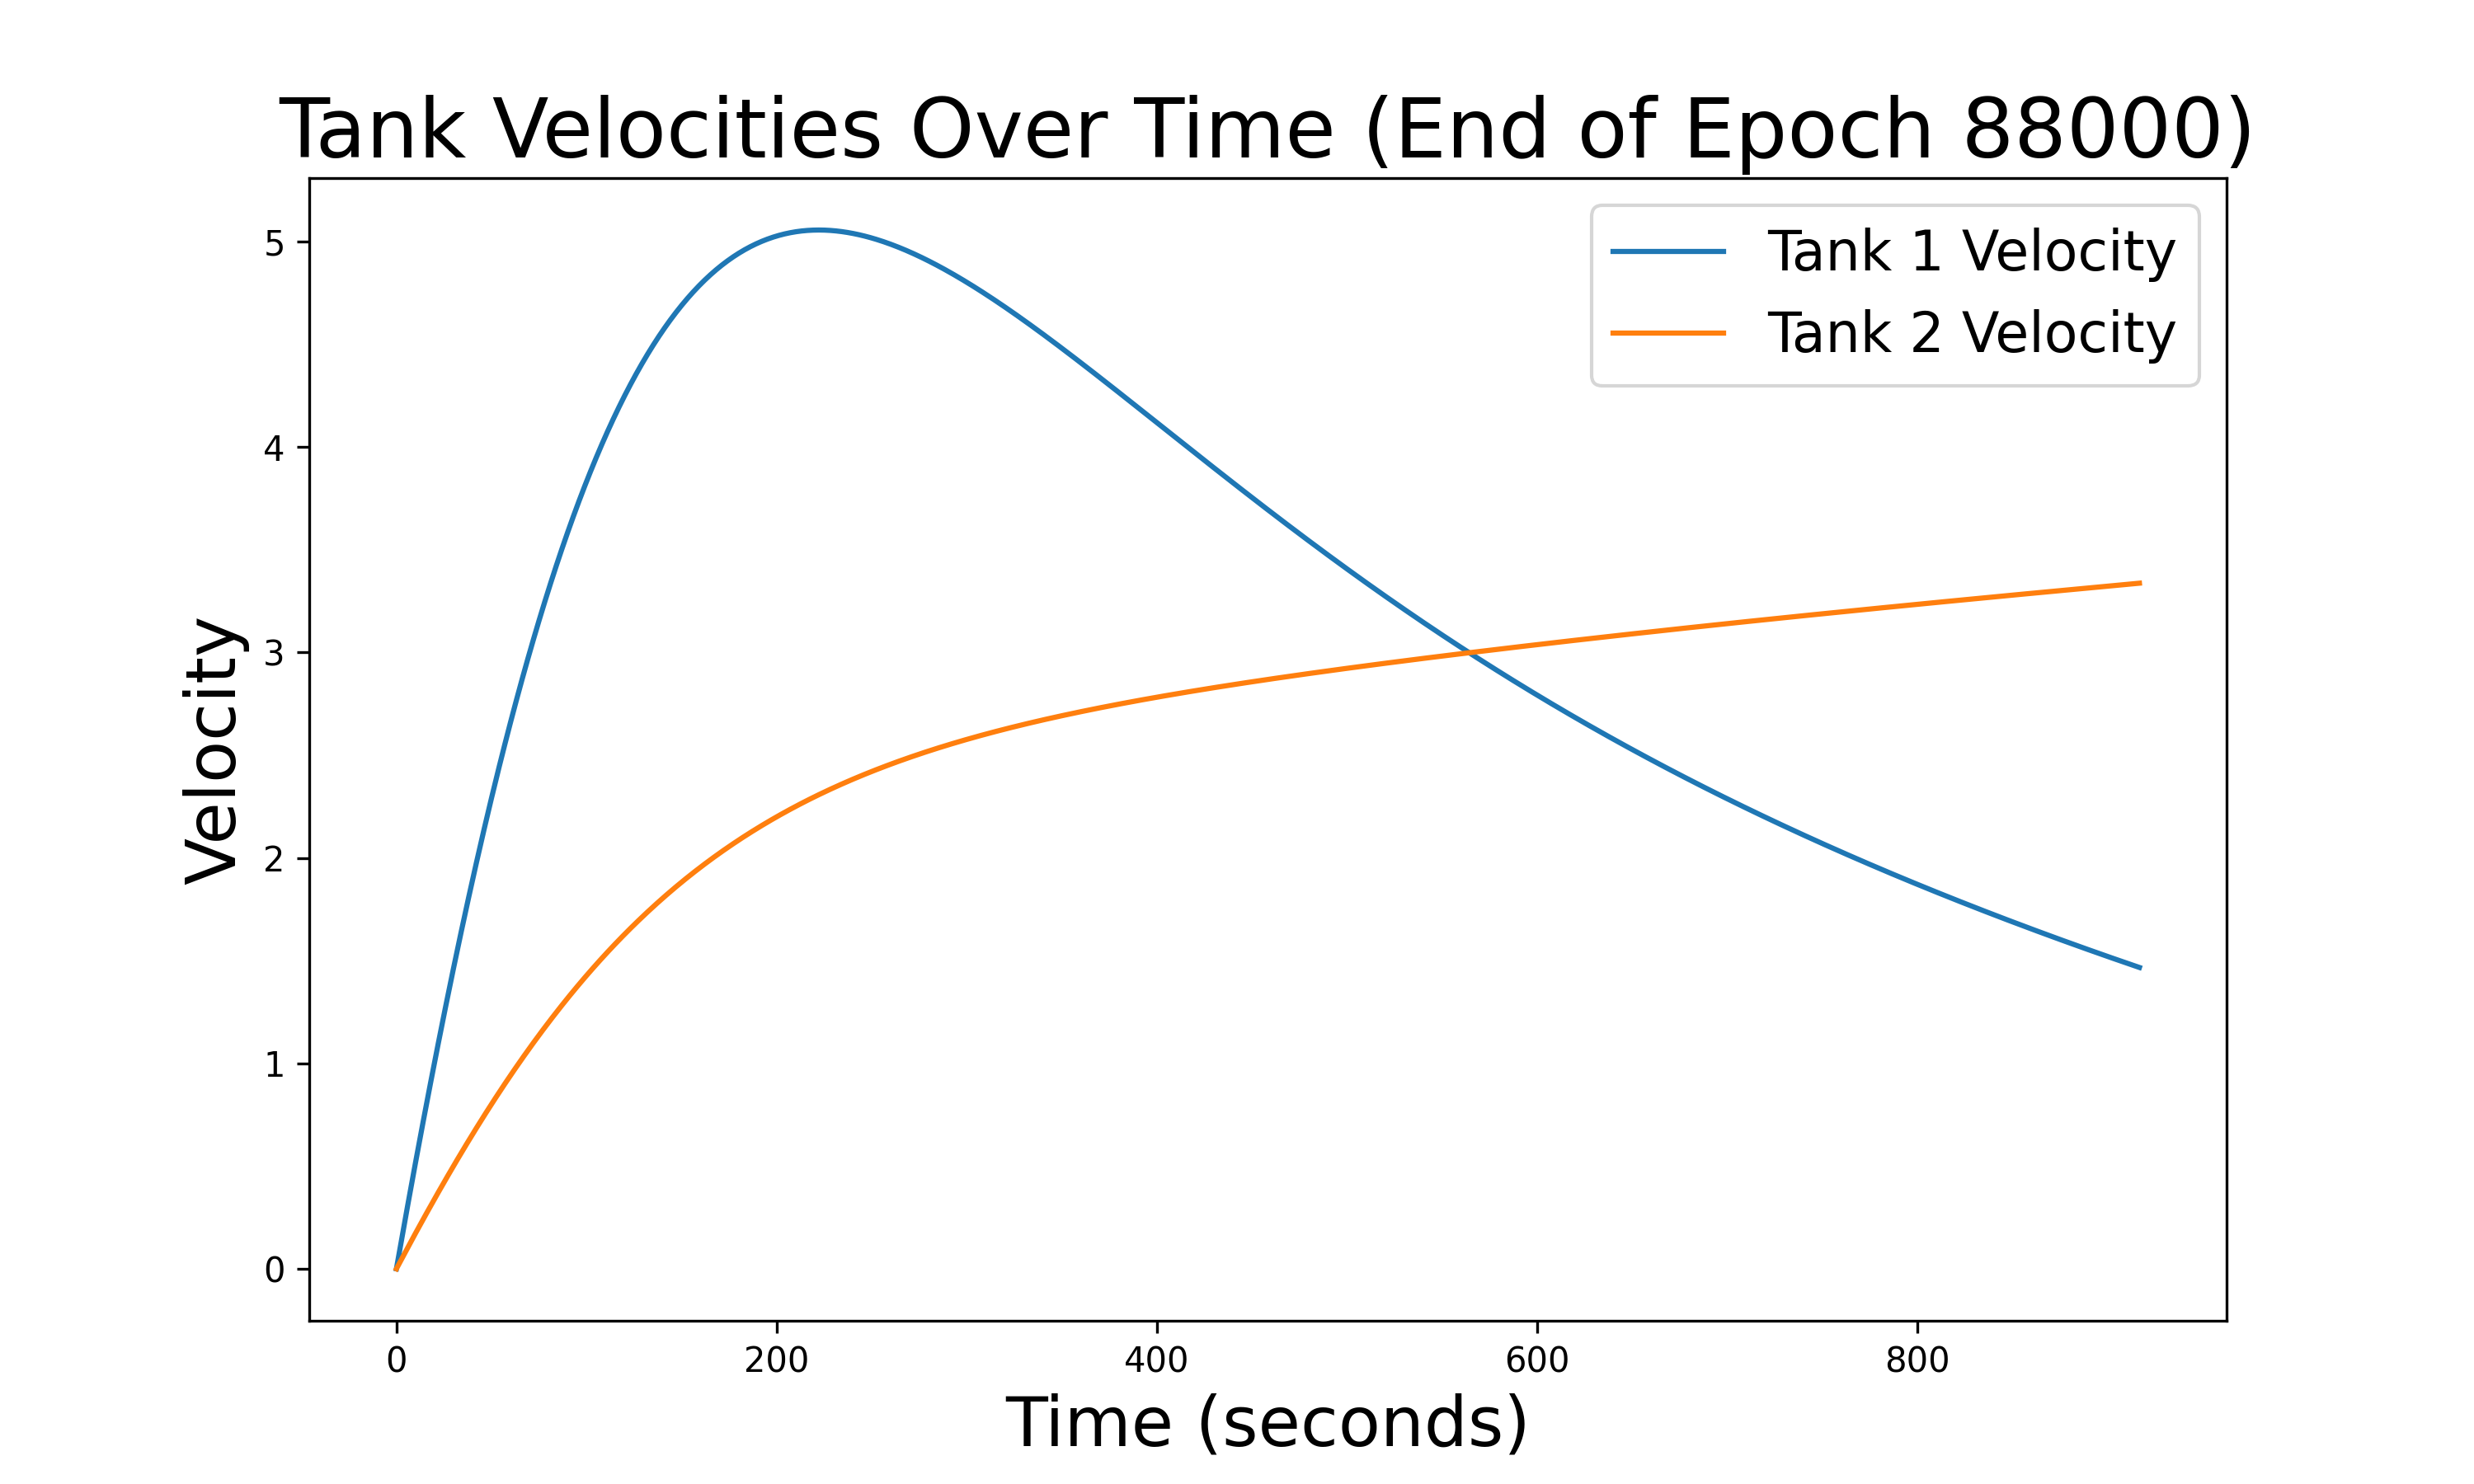 Tank Velocities Over Time (End of Epoch 88000)
Tank 1 Velocity
Tank 2 Velocity
Velocity
5
4
3
2
1
0
0 200 400 600 800
Time (seconds)